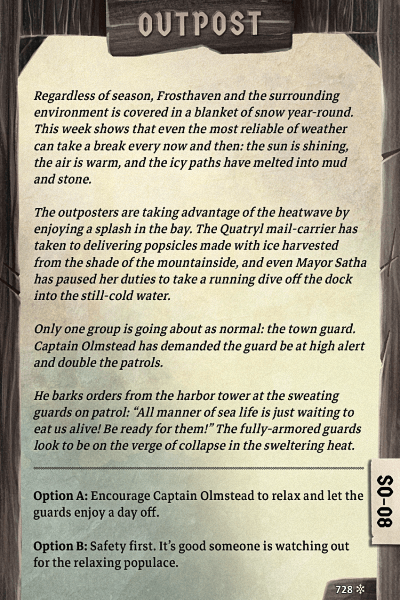 OUTPOST
Regardless of season, Frosthaven and the surrounding
environment is covered in a blanket of snow year-round.
This week shows that even the most reliable of weather
can take a break every now and then: the sun is shining,
the air is warm, and the icy paths have melted into mud
and stone.
The outposters are taking advantage of the heatwave by
enjoying a splash in the bay. The Quatryl mail-carrier has
taken to delivering popsicles made with ice harvested
from the shade of the mountainside, and even Mayor Satha
has paused her duties to take a running dive off the dock
into the still-cold water.
Only one group is going about as normal: the town guard.
Captain Olmstead has demanded the guard be at high alert
and double the patrols.
He barks orders from the harbor tower at the sweating
guards on patrol: “All manner of sea life is just waiting to
eat us alive! Be ready for them!” The fully-armored guards
look to be on the verge of collapse in the sweltering heat.
Option A: Encourage Captain Olmstead to relax and let the
guards enjoy a day off.
Option B: Safety first. It’s good someone is watching out
for the relaxing populace.
SO-08
728